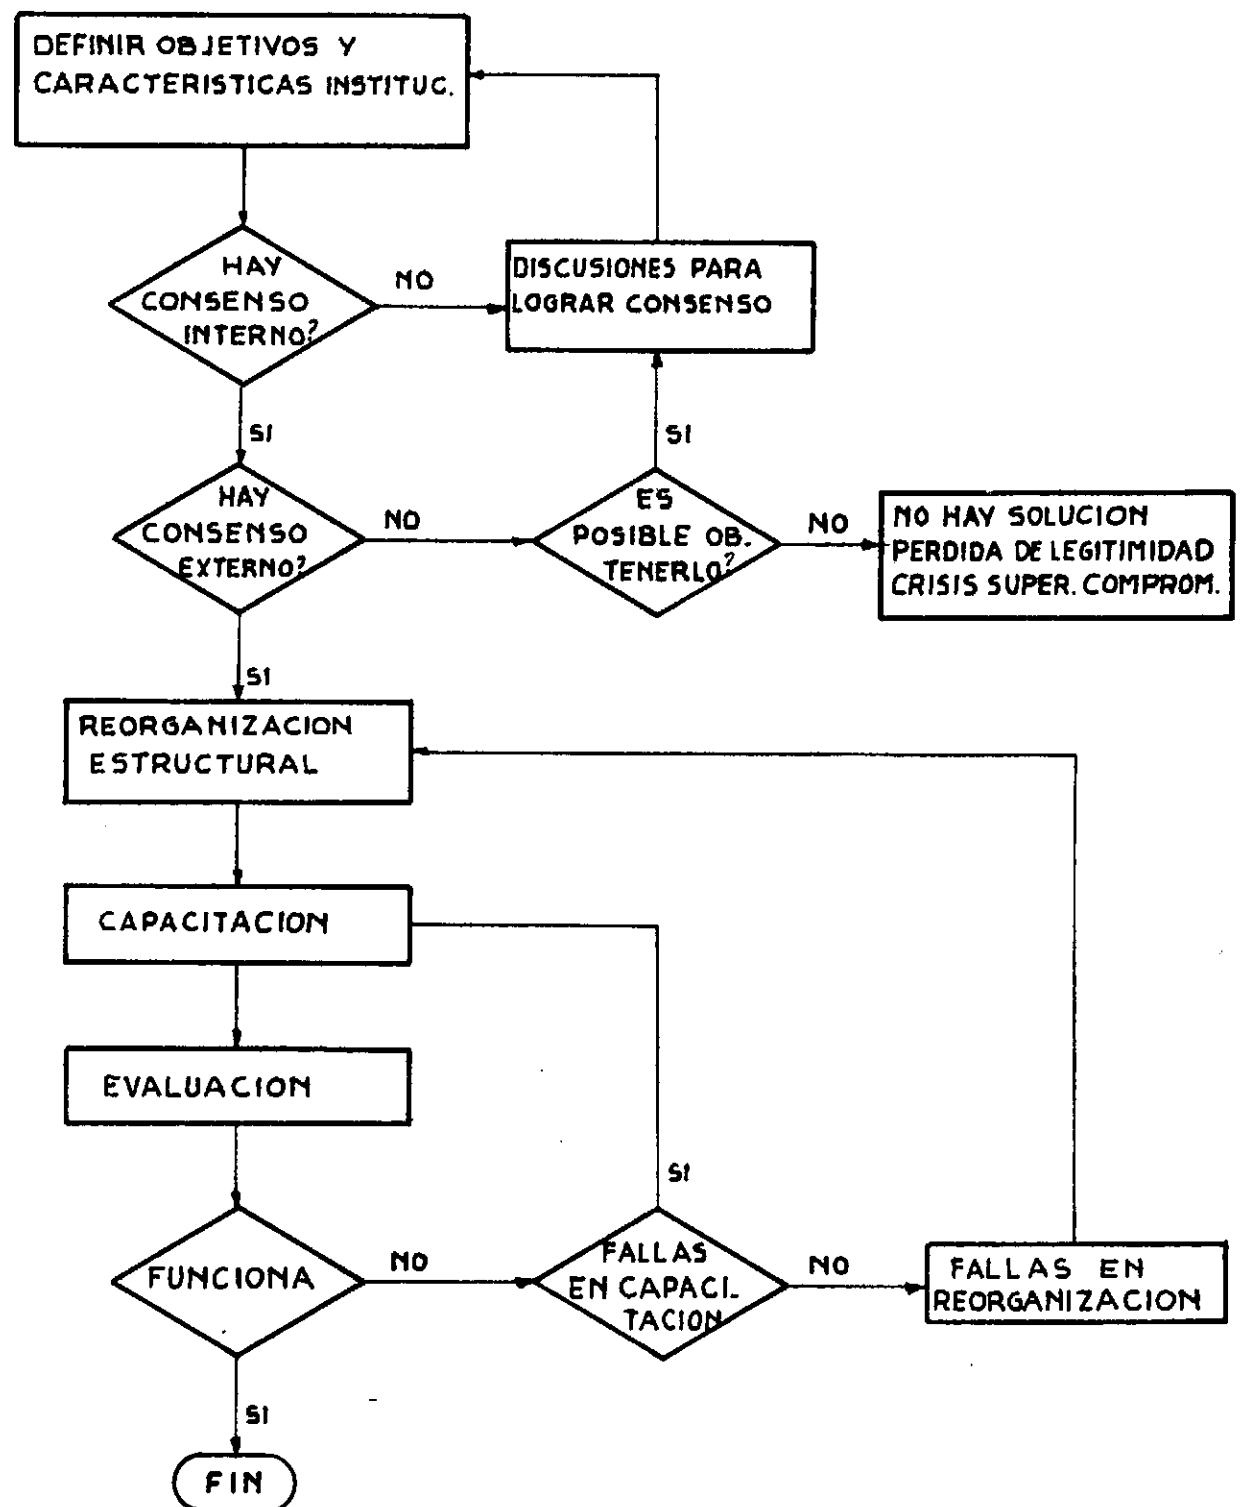 DEFINIR OBJETIVOS Y
CARACTERISTICAS INSTITUC.
HAY
CONSENSO
INTERNO?
NO
DISCUSIONES PARA
LOGRAR CONSENSO
SI
SI
HAY
CONSENSO
EXTERNO?
NO
ES
POSIBLE OB-
TENERLO?
NO
NO HAY SOLUCION
PERDIDA DE LEGITIMIDAD
CRISIS SUPER. COMPROM.
SI
REORGANIZACION
ESTRUCTURAL
CAPACITACION
EVALUACION
SI
FUNCIONA
NO
FALLAS
EN CAPACI-
TACION
NO
FALLAS EN
REORGANIZACION
SI
FIN